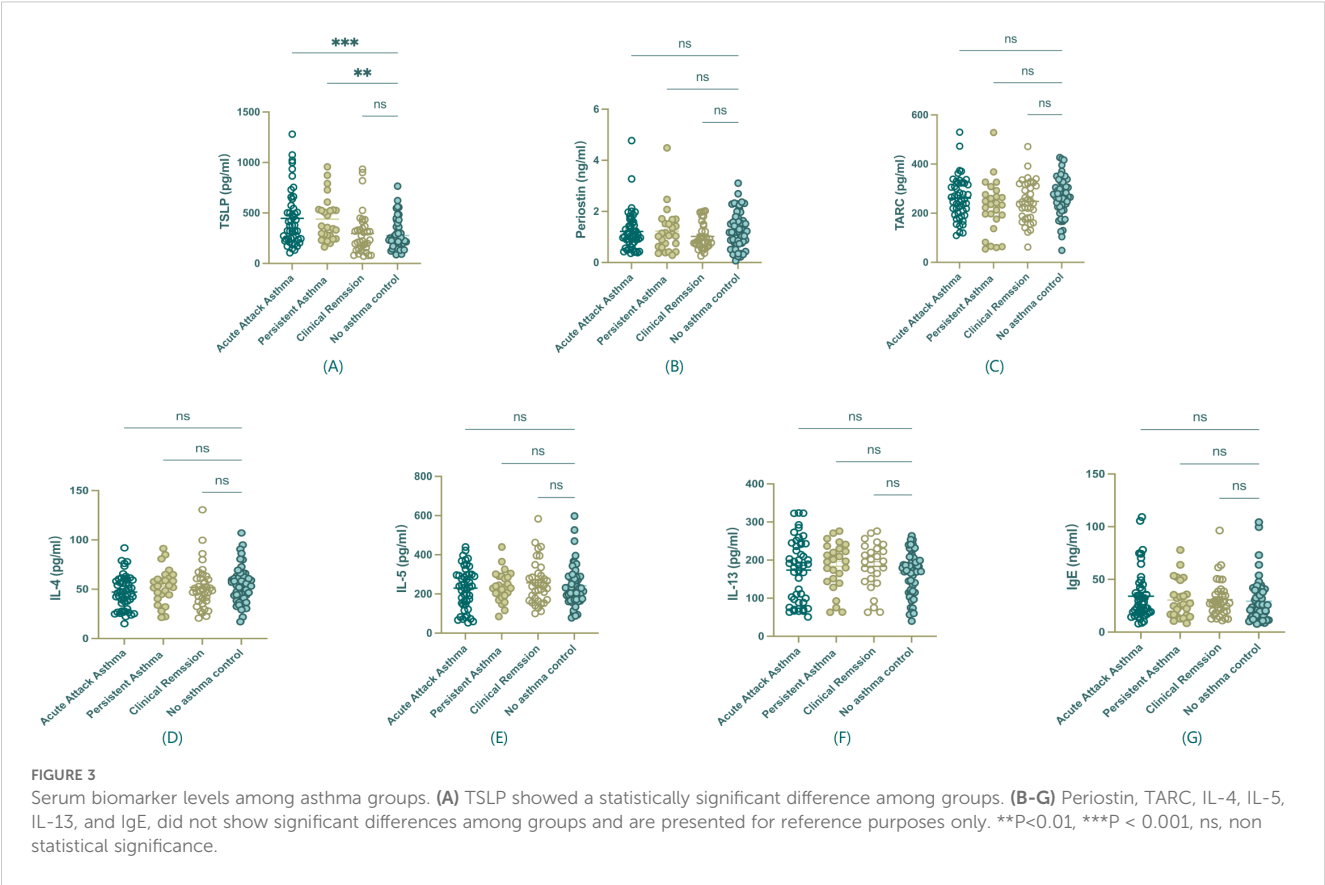 ***
**
ns
1500
1000
500
0
TSLP (pg/ml)
Acute Attack Asthma
Persistent Asthma
Clinical Remssion
No asthma control
(A)
ns
ns
ns
6
4
2
0
Periostin (ng/ml)
Acute Attack Asthma
Persistent Asthma
Clinical Remssion
No asthma control
(B)
ns
ns
ns
600
400
200
0
TARC (pg/ml)
Acute Attack Asthma
Persistent Asthma
Clinical Remssion
No asthma control
(C)
ns
ns
ns
150
100
50
0
IL-4 (pg/ml)
Acute Attack Asthma
Persistent Asthma
Clinical Remssion
No asthma control
(D)
ns
ns
ns
800
600
400
200
0
IL-5 (pg/ml)
Acute Attack Asthma
Persistent Asthma
Clinical Remssion
No asthma control
(E)
ns
ns
ns
400
300
200
100
0
IL-13 (pg/ml)
Acute Attack Asthma
Persistent Asthma
Clinical Remssion
No asthma control
(F)
ns
ns
ns
150
100
50
0
IgE (ng/ml)
Acute Attack Asthma
Persistent Asthma
Clinical Remssion
No asthma control
(G)
FIGURE 3
Serum biomarker levels among asthma groups. (A) TSLP showed a statistically significant difference among groups. (B-G) Periostin, TARC, IL-4, IL-5,
IL-13, and IgE, did not show significant differences among groups and are presented for reference purposes only. **P<0.01, ***P < 0.001, ns, non
statistical significance.